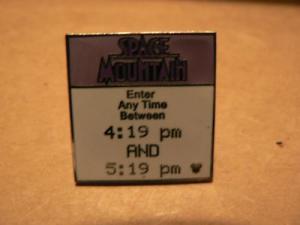 SPACE
MOUNTAIN
Enter
Any Time
Between
4:19 pm
AND
5:19 pm